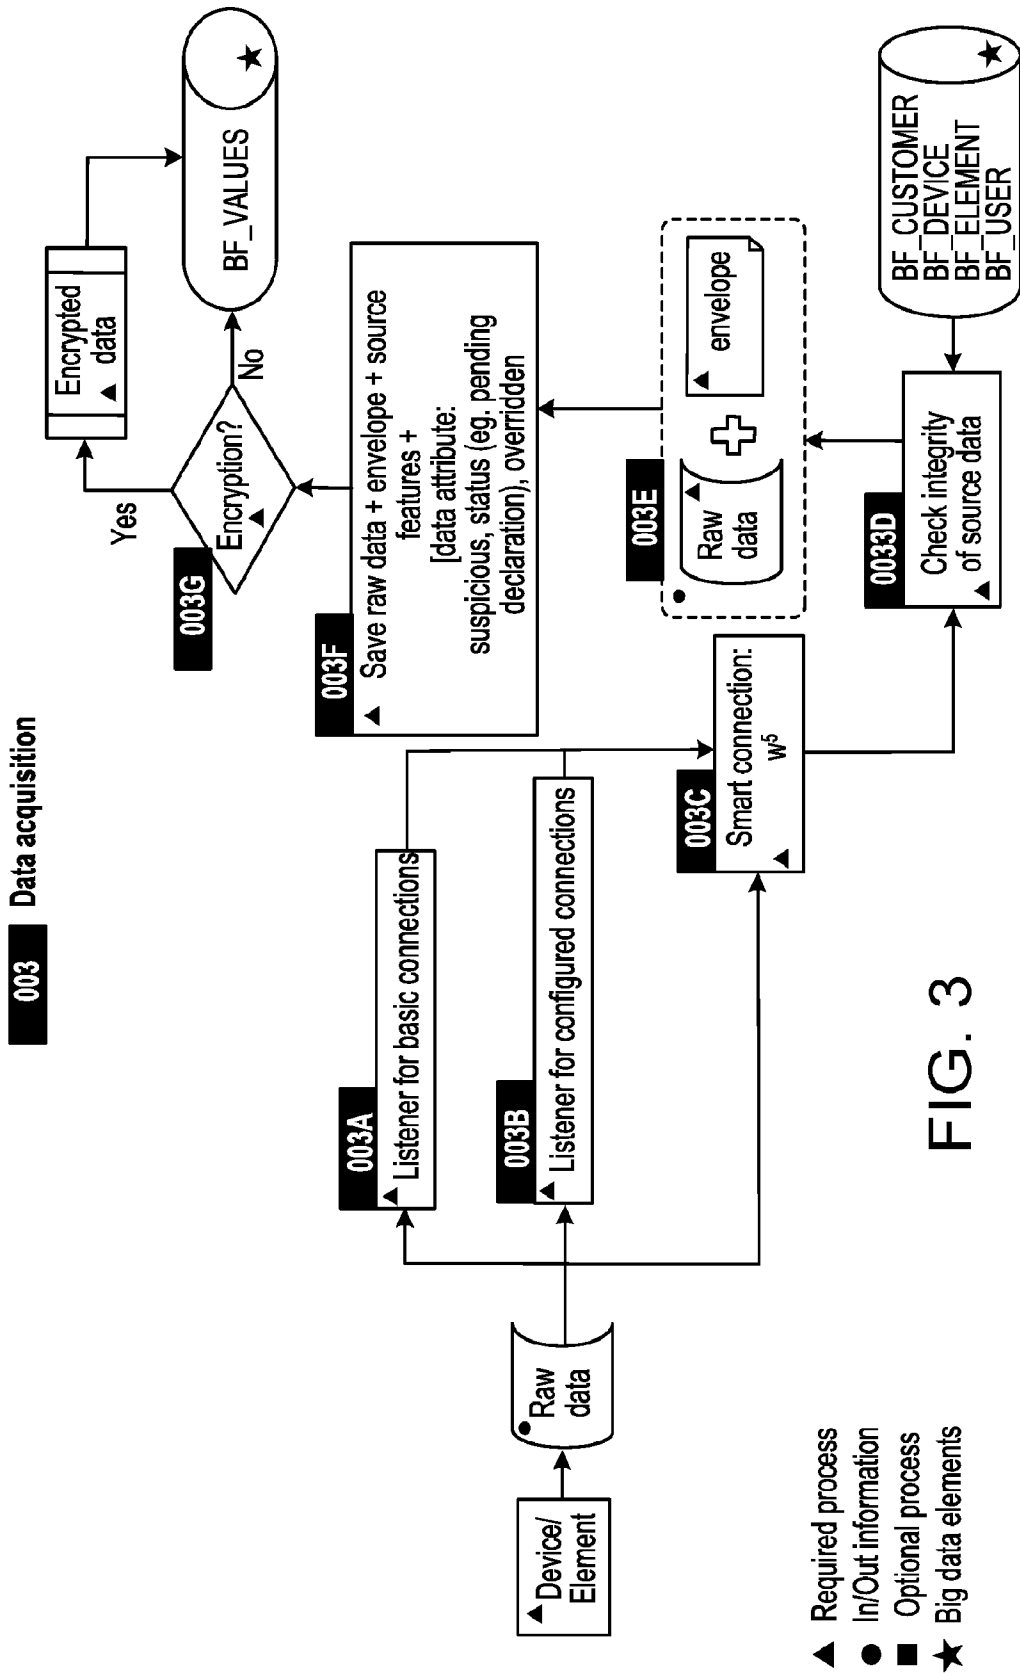 003 Data acquisition
Device/
Element
Raw
data
003A
Listener for basic connections
003B
Listener for configured connections
003C
Smart connection:
w⁵
0033D
Check integrity
of source data
BF_CUSTOMER
BF_DEVICE
BF_ELEMENT
BF_USER
003E
Raw
data
envelope
003F
Save raw data + envelope + source
features +
[data attribute:
suspicious, status (eg. pending
declaration), overridden
003G
Encryption?
Yes
No
Encrypted
data
BF_VALUES
Required process
In/Out information
Optional process
Big data elements
FIG. 3